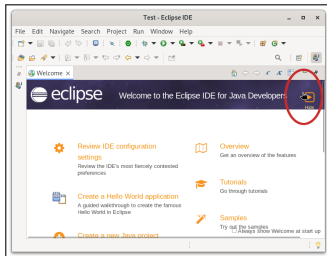 Test - Eclipse IDE
File Edit Navigate Search Project Run Window Help
Welcome
eclipse
Welcome to the Eclipse IDE for Java Developers
Hide
Review IDE configuration
settings
Review the IDE's most fiercely contested
preferences
Overview
Get an overview of the features
Create a Hello World application
A guided walkthrough to create the famous
Hello World in Eclipse
Tutorials
Go through tutorials
Samples
Try out the samples
Create a new Java project
Always show Welcome at start up